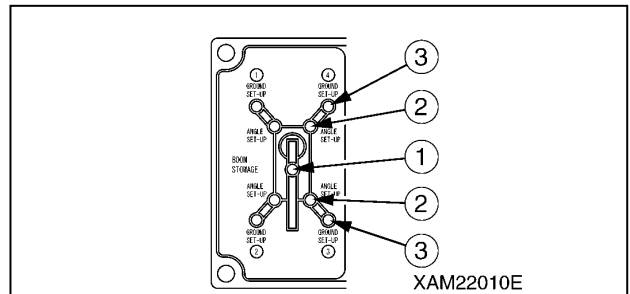 1 4 3
GROUND GROUND
SET-UP SET-UP
2
ANGLE ANGLE
SET-UP SET-UP
1
BOOM
STOWAGE
ANGLE ANGLE
SET-UP SET-UP
2
GROUND GROUND
SET-UP SET-UP
2 3 3
XAM22010E